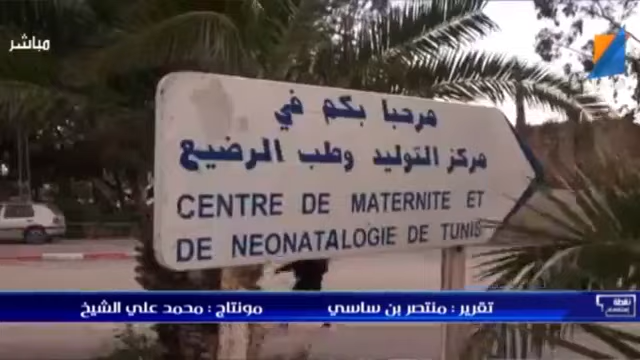 مباشر
مرحبا بكم في
مركز التوليد وطب الرضيع
CENTRE DE MATERNITE ET
DE NEONATALOGIE DE TUNIS
تقرير : منتصر بن ساسي مونتاج : محمد علي الشيخ
نقطة